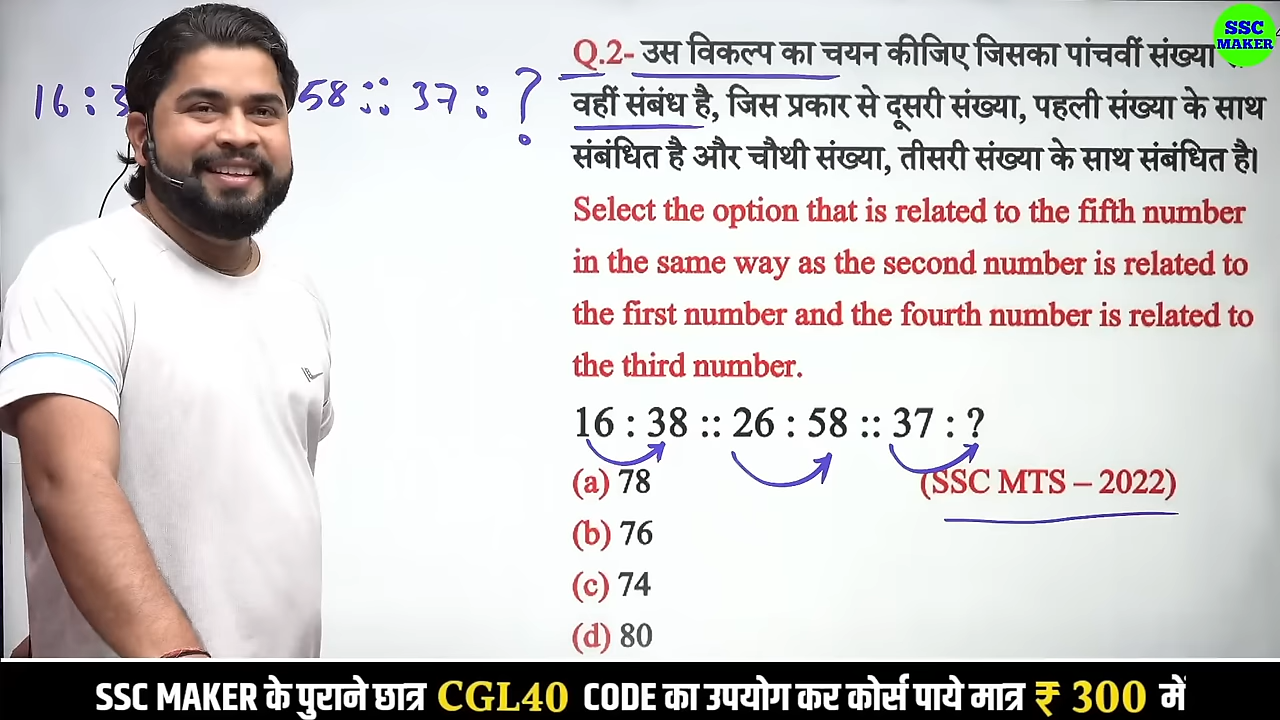 SSC
MAKER
16 : 3 58 :: 37 : ?
Q.2- उस विकल्प का चयन कीजिए जिसका पांचवीं संख्या
वहीं संबंध है, जिस प्रकार से दूसरी संख्या, पहली संख्या के साथ
संबंधित है और चौथी संख्या, तीसरी संख्या के साथ संबंधित है।
Select the option that is related to the fifth number
in the same way as the second number is related to
the first number and the fourth number is related to
the third number.
16 : 38 :: 26 : 58 :: 37 : ?
(a) 78 (SSC MTS – 2022)
(b) 76
(c) 74
(d) 80
SSC MAKER के पुराने छात्र CGL40 CODE का उपयोग कर कोर्स पाये मात्र ₹ 300 में